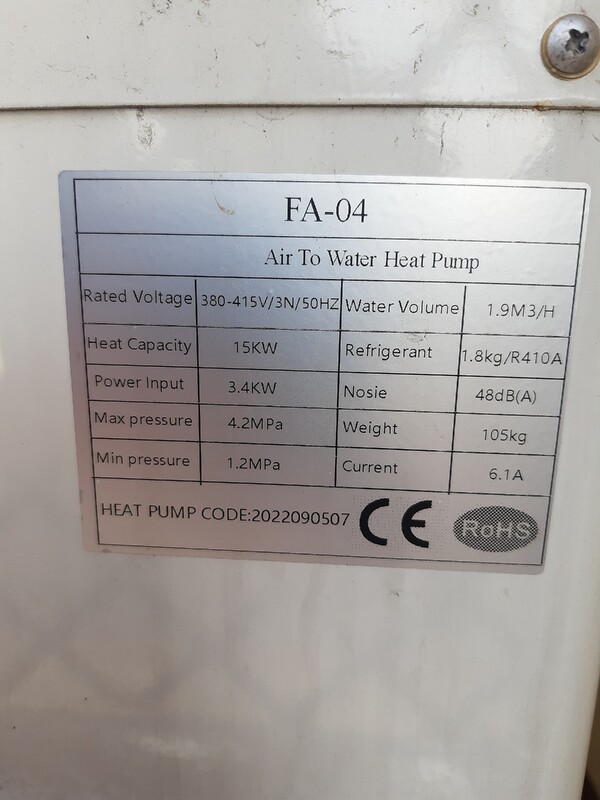 FA-04
Air To Water Heat Pump
Rated Voltage 380-415V/3N/50HZ Water Volume 1.9M3/H
Heat Capacity 15KW Refrigerant 1.8kg/R410A
Power Input 3.4KW Nosie 48dB(A)
Max pressure 4.2MPa Weight 105kg
Min pressure 1.2MPa Current 6.1A
HEAT PUMP CODE:2022090507 CE RoHS